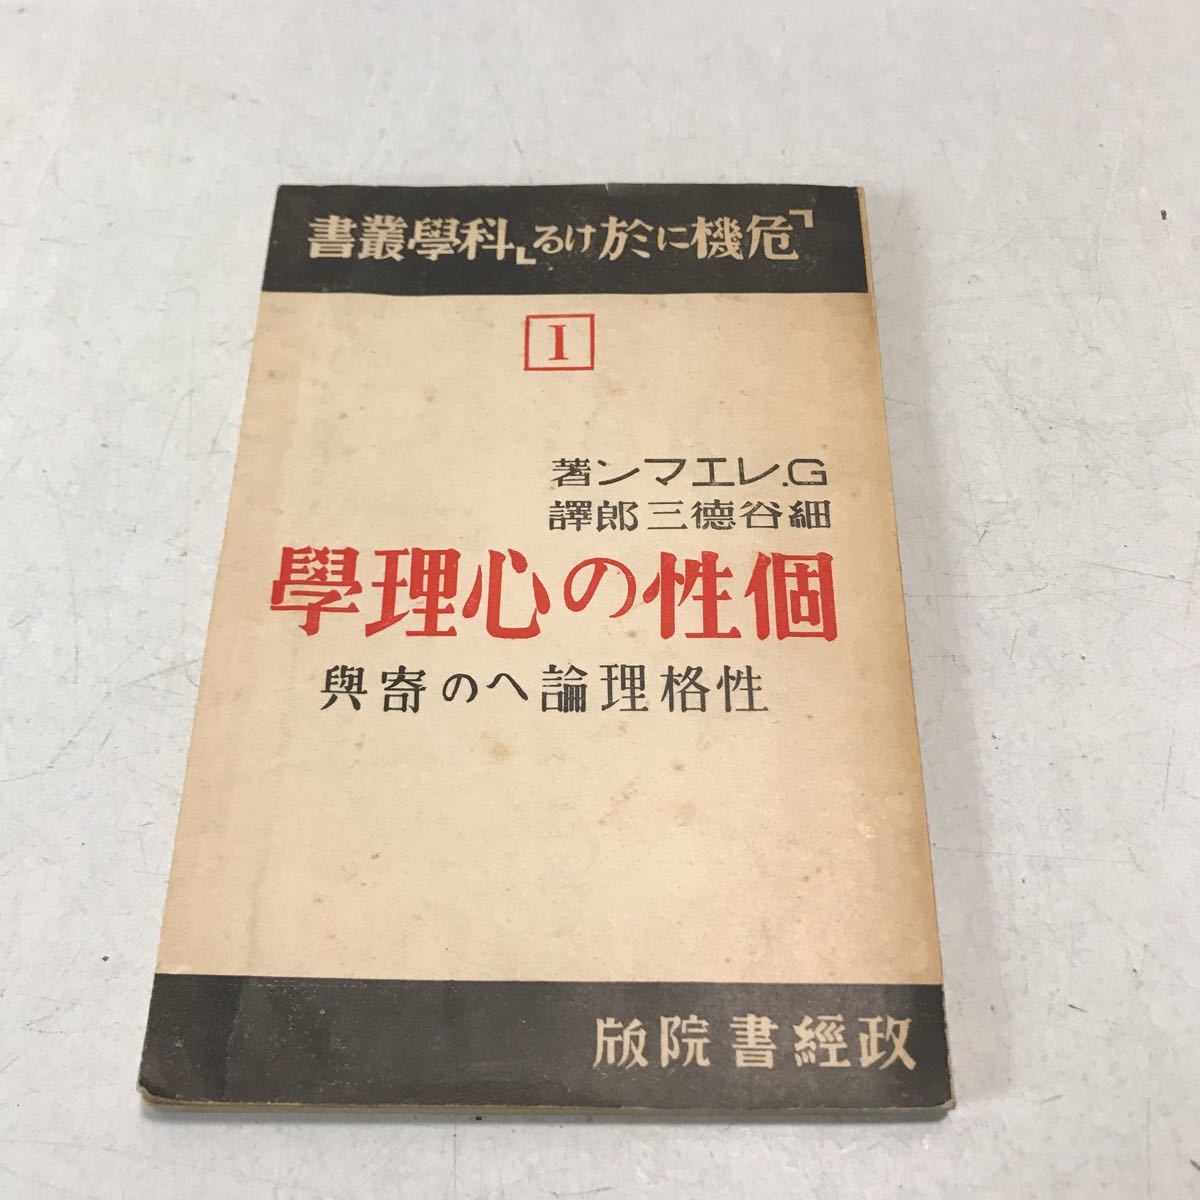 「危機に於ける」科學叢書
I
G.レエマン著
細谷德三郎譯
個性の心理學
性格理論への寄與
政經書院版